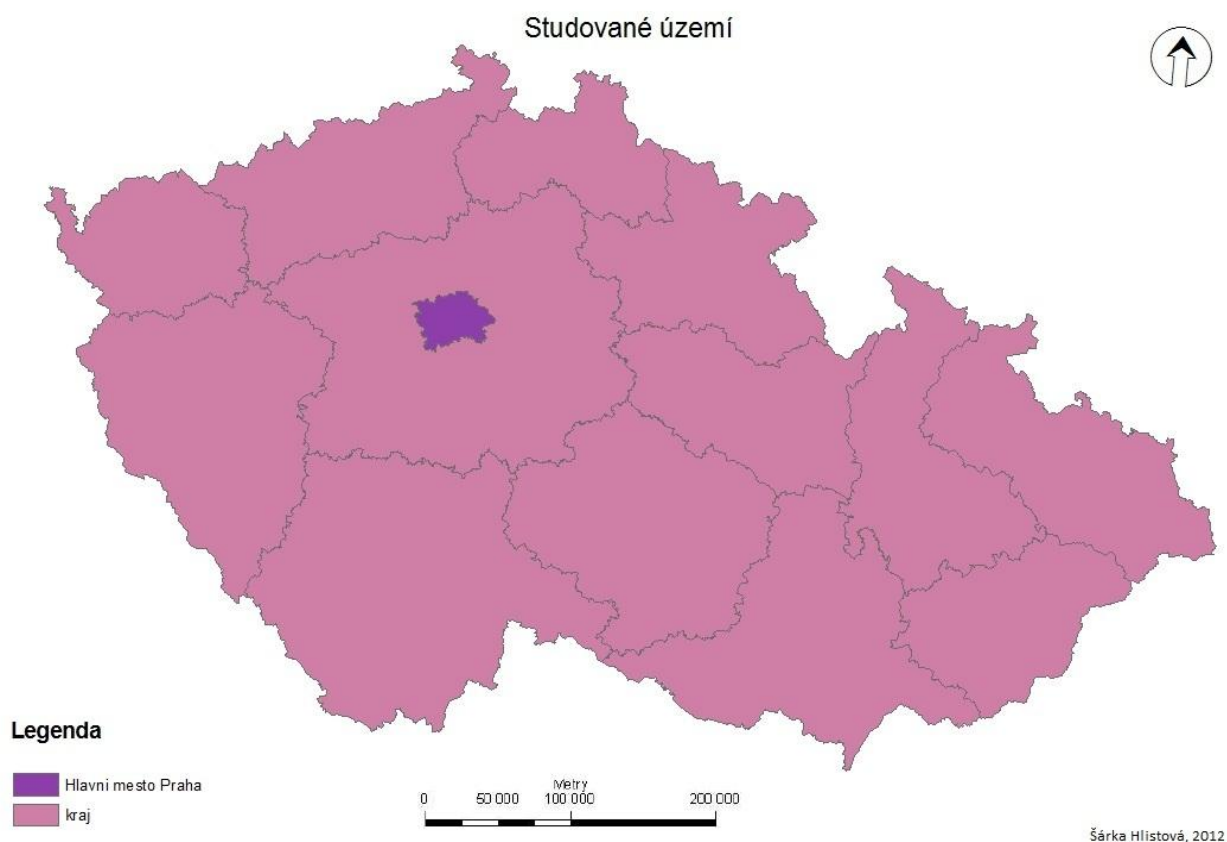 Studované území
Legenda
Hlavni mesto Praha
kraj
Metry
0 50 000 100 000 200 000
Šárka Hlistová, 2012